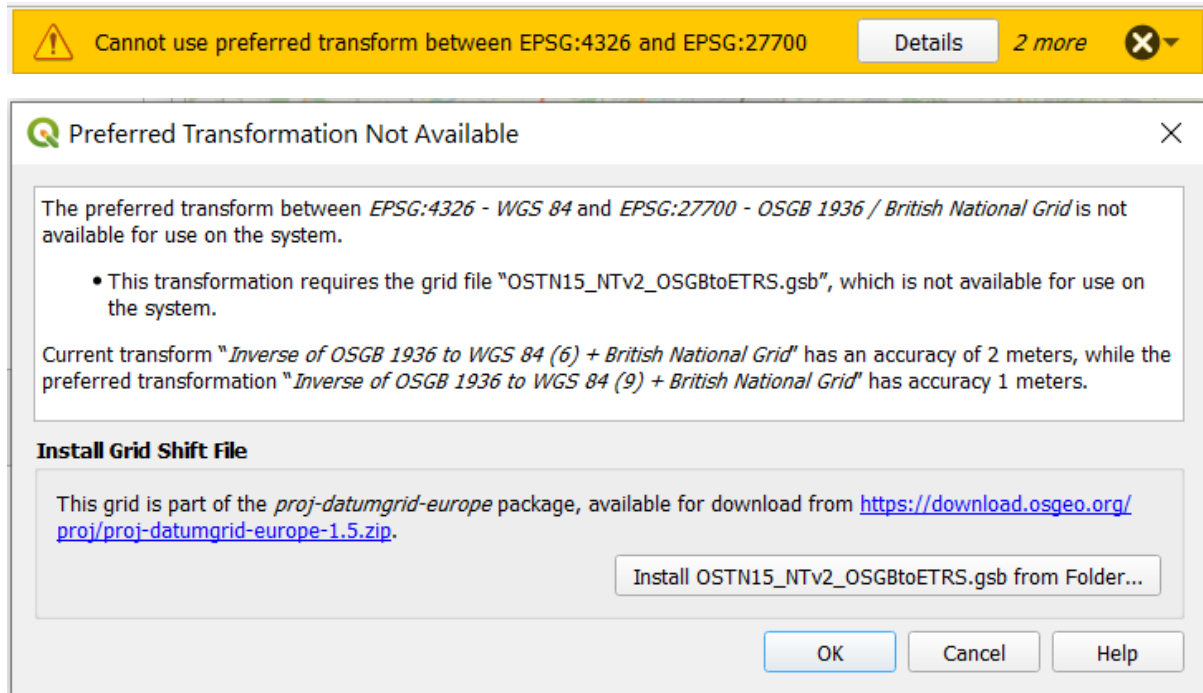 Cannot use preferred transform between EPSG:4326 and EPSG:27700 Details 2 more
Preferred Transformation Not Available
The preferred transform between EPSG:4326 - WGS 84 and EPSG:27700 - OSGB 1936 / British National Grid is not
available for use on the system.
• This transformation requires the grid file “OSTN15_NTv2_OSGBtoETRS.gsb”, which is not available for use on
the system.
Current transform “Inverse of OSGB 1936 to WGS 84 (6) + British National Grid” has an accuracy of 2 meters, while the
preferred transformation “Inverse of OSGB 1936 to WGS 84 (9) + British National Grid” has accuracy 1 meters.
Install Grid Shift File
This grid is part of the proj-datumgrid-europe package, available for download from https://download.osgeo.org/
proj/proj-datumgrid-europe-1.5.zip.
Install OSTN15_NTv2_OSGBtoETRS.gsb from Folder...
OK Cancel Help